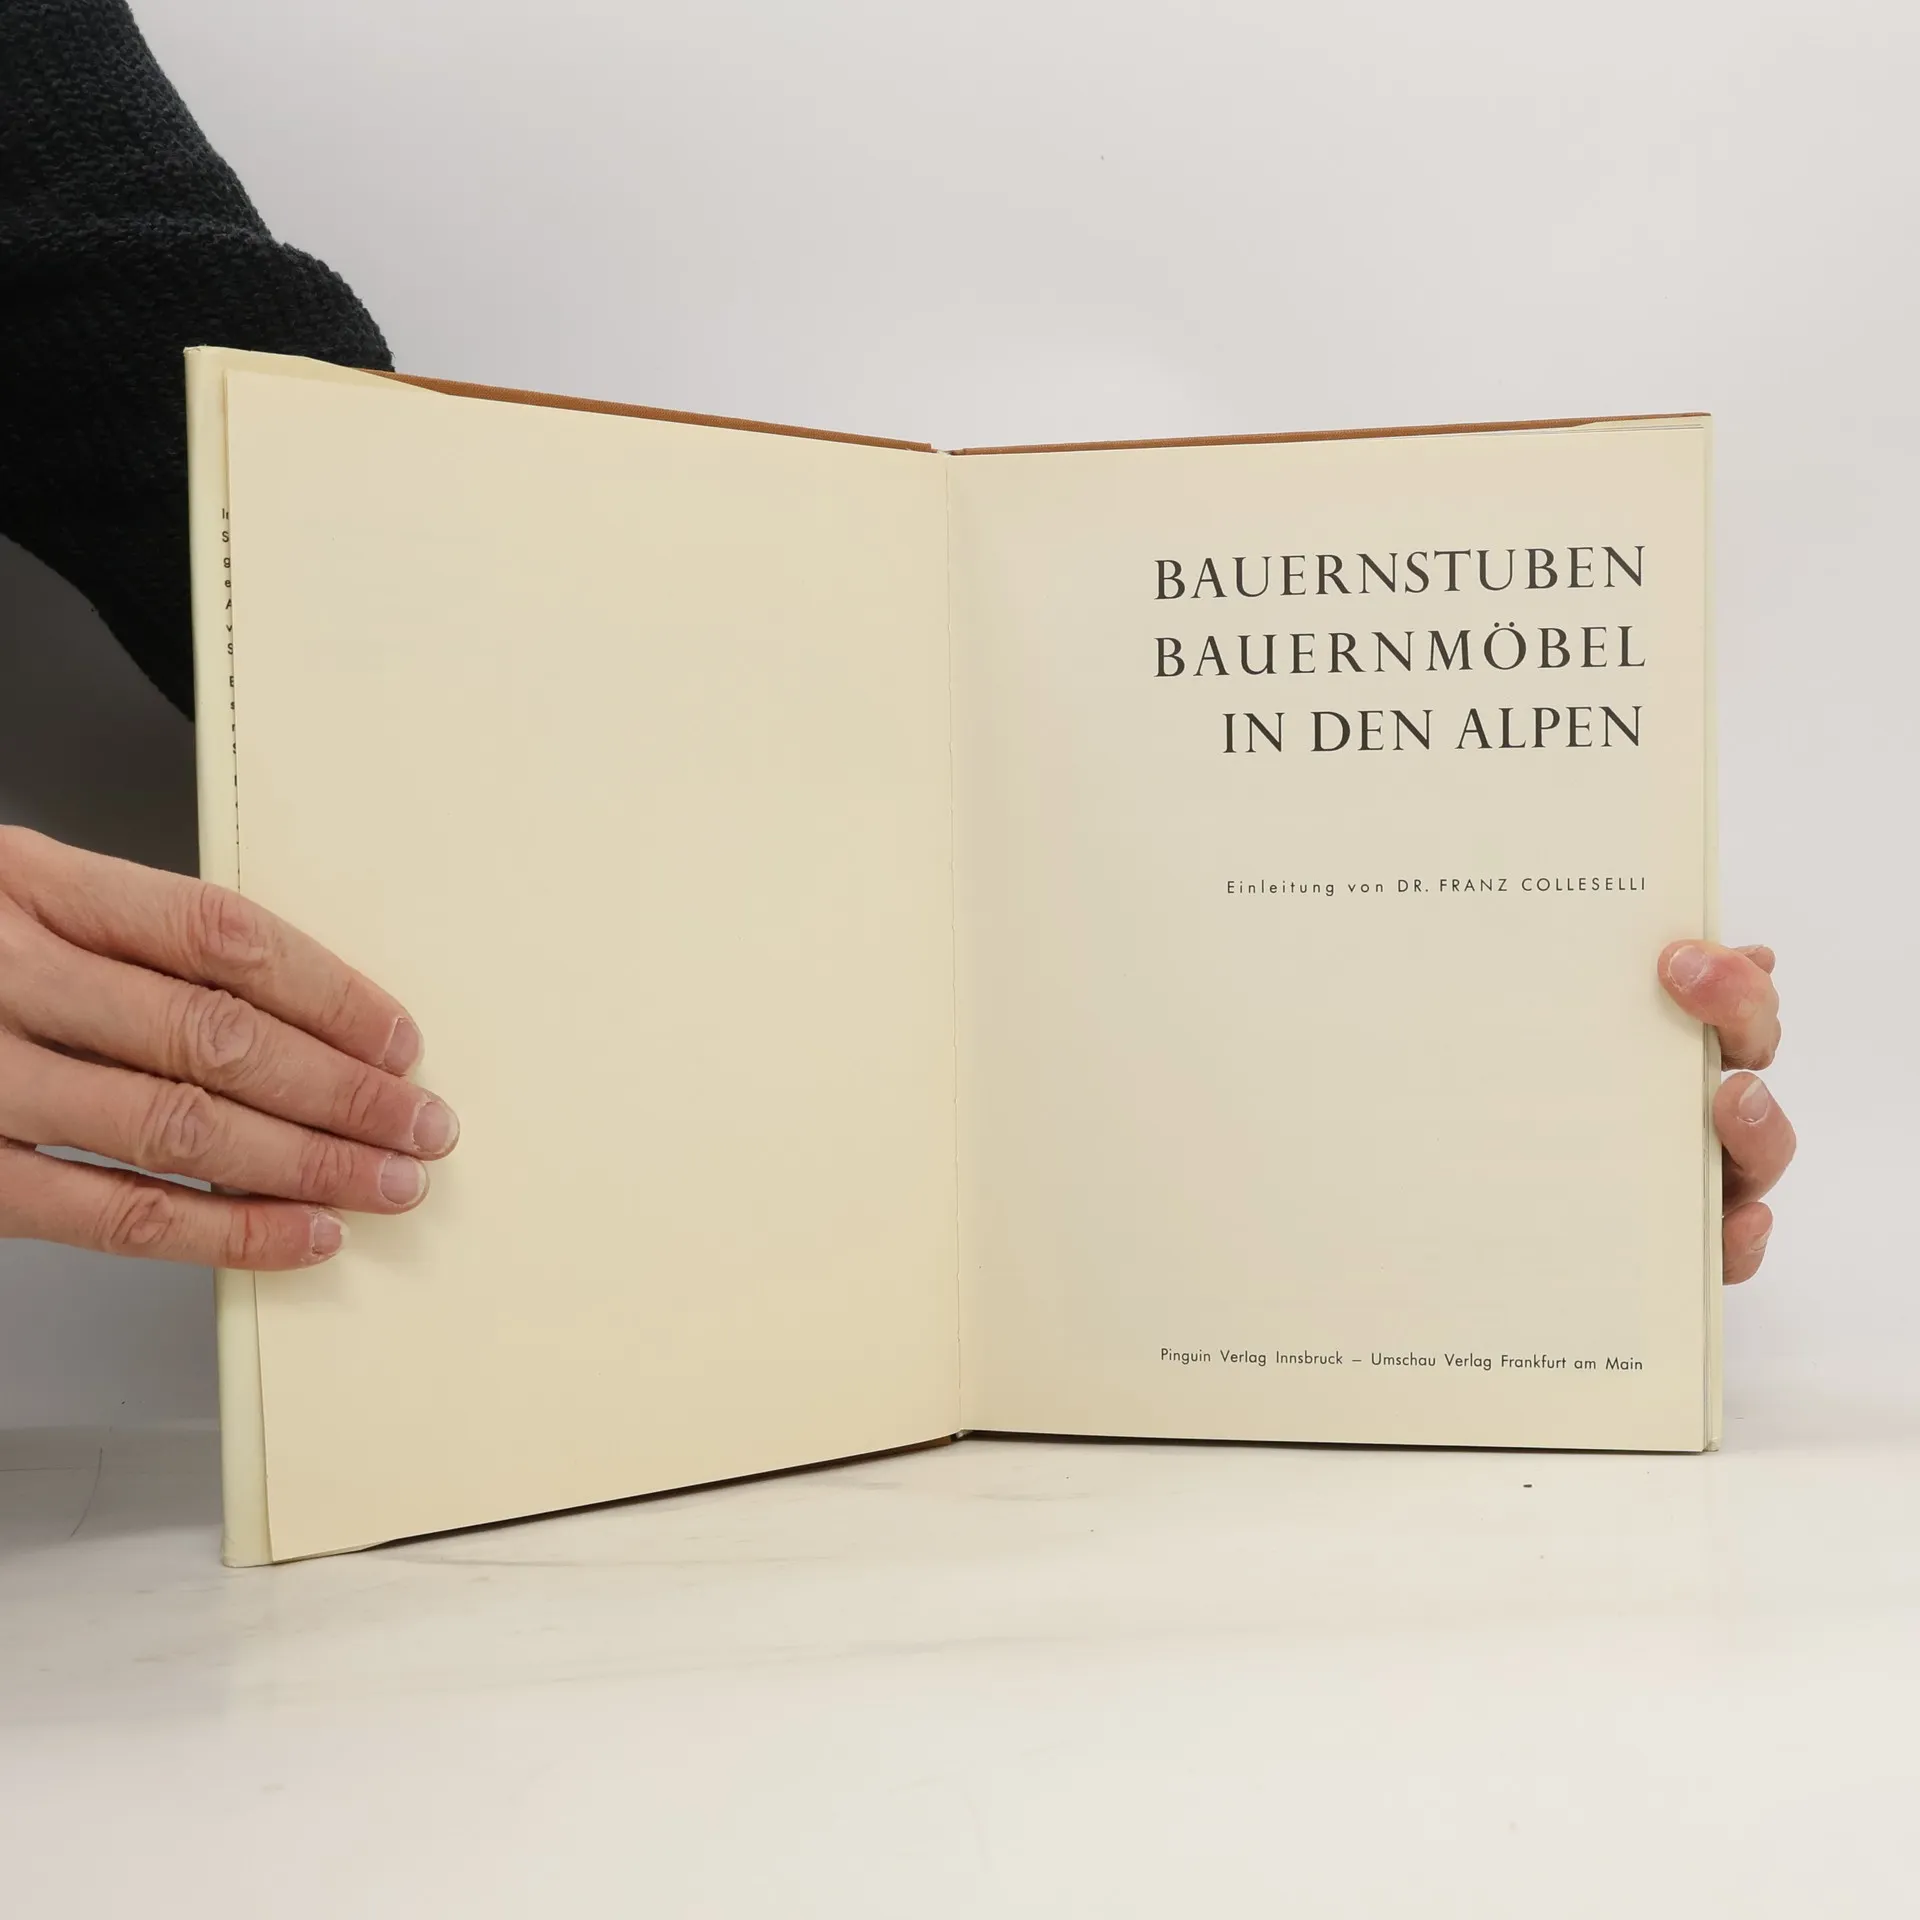 BAUERNSTUBEN
BAUERNMÖBEL
IN DEN ALPEN
Einleitung von DR. FRANZ COLLESELLI
Pinguin Verlag Innsbruck – Umschau Verlag Frankfurt am Main